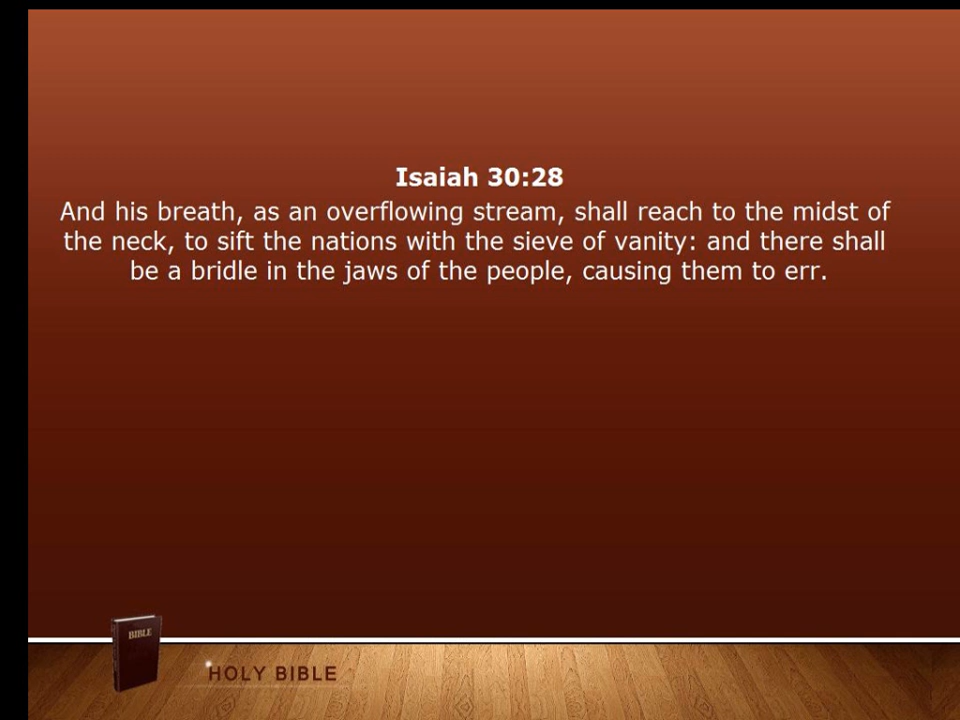 Isaiah 30:28
And his breath, as an overflowing stream, shall reach to the midst of
the neck, to sift the nations with the sieve of vanity: and there shall
be a bridle in the jaws of the people, causing them to err.
BIBLE
HOLY BIBLE